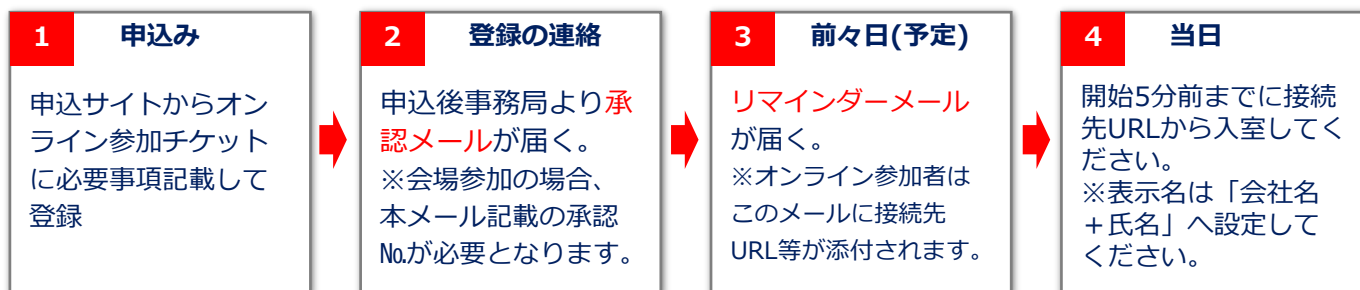 1 申込み
申込サイトからオン
ライン参加チケット
に必要事項記載して
登録
2 登録の連絡
申込後事務局より承
認メールが届く。
※会場参加の場合、
本メール記載の承認
№が必要となります。
3 前々日(予定)
リマインダーメール
が届く。
※オンライン参加者は
このメールに接続先
URL等が添付されます。
4 当日
開始5分前までに接続
先URLから入室してく
ださい。
※表示名は「会社名
+氏名」へ設定して
ください。